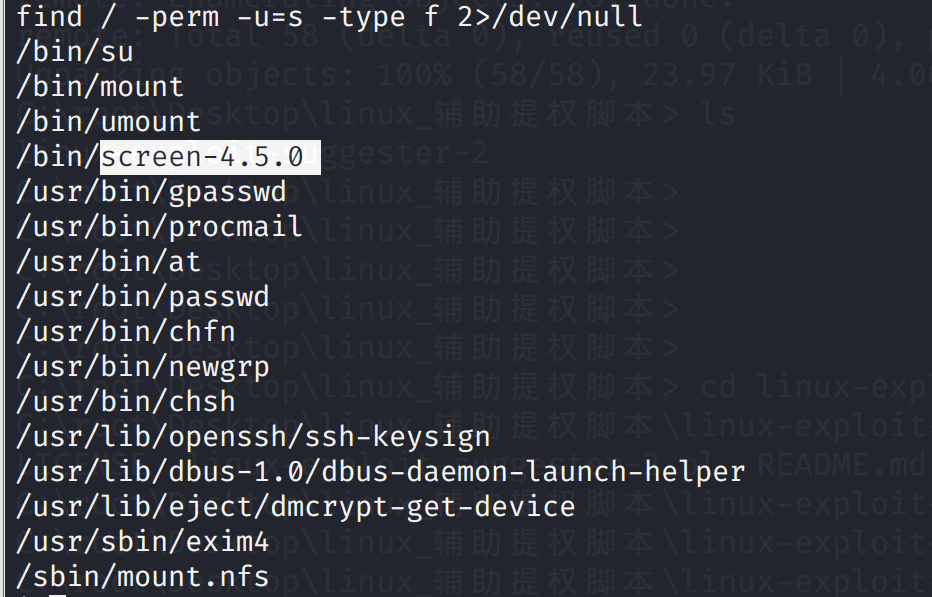 find / -perm -u=s -type f 2>/dev/null
/bin/su
/bin/mount
/bin/umount
/bin/screen-4.5.0
/usr/bin/gpasswd
/usr/bin/procmail
/usr/bin/at
/usr/bin/passwd
/usr/bin/chfn
/usr/bin/newgrp
/usr/bin/chsh
/usr/lib/openssh/ssh-keysign
/usr/lib/dbus-1.0/dbus-daemon-launch-helper
/usr/lib/eject/dmcrypt-get-device
/usr/sbin/exim4
/sbin/mount.nfs